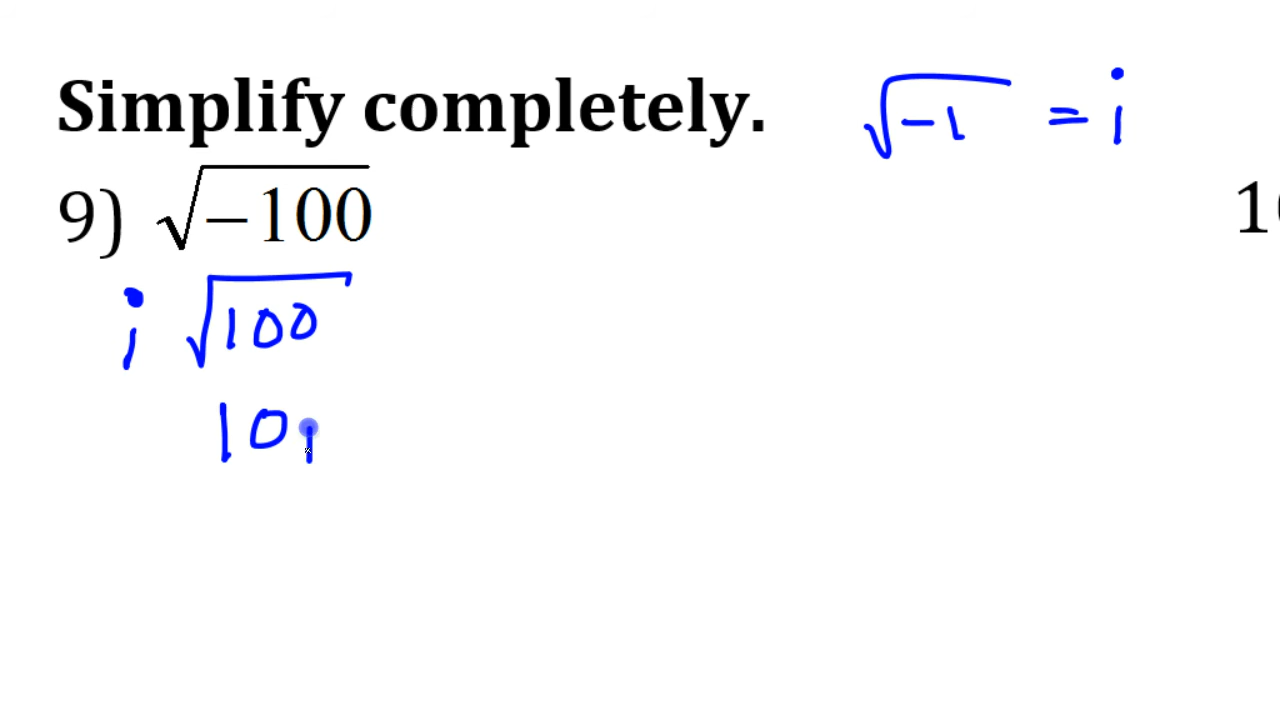 Simplify completely. √-1 = i
9) √−100
i √100
10i